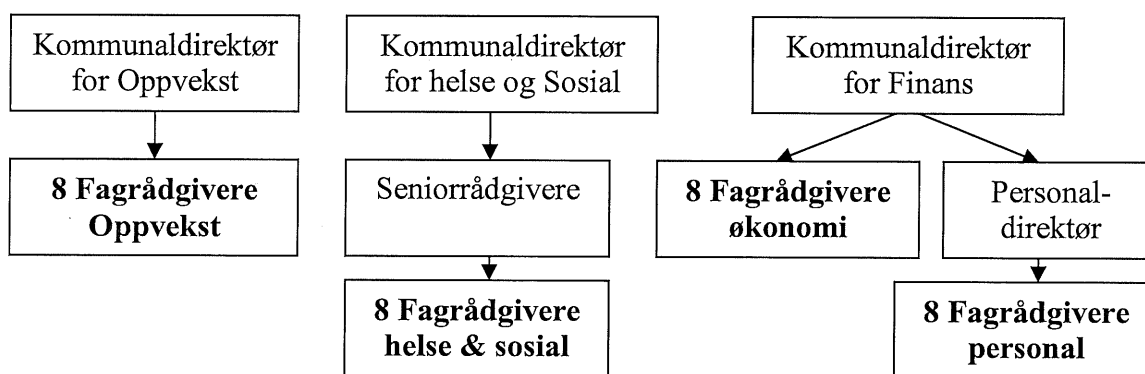 Kommunaldirektør
for Oppvekst
Kommunaldirektør
for helse og Sosial
Kommunaldirektør
for Finans
8 Fagrådgivere
Oppvekst
Seniorrådgivere
8 Fagrådgivere
økonomi
Personal-
direktør
8 Fagrådgivere
helse & sosial
8 Fagrådgivere
personal